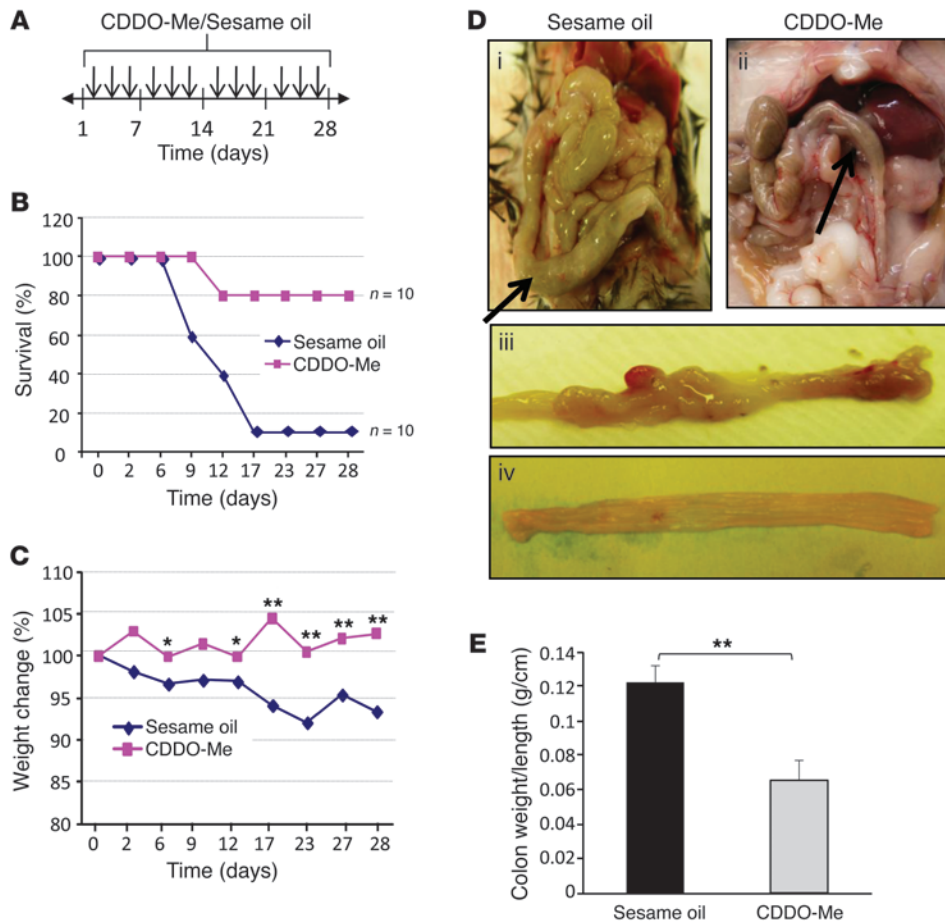 A
CDDO-Me/Sesame oil
1 7 14 21 28
Time (days)
B
120
100
80
60
40
20
0
Survival (%)
n = 10
Sesame oil
CDDO-Me
n = 10
0 2 6 9 12 17 23 27 28
Time (days)
C
110
105
100
95
90
85
80
Weight change (%)
* * ** ** ** **
Sesame oil
CDDO-Me
0 2 6 9 12 17 23 27 28
Time (days)
D
Sesame oil CDDO-Me
i ii
iii
iv
E
**
0.14
0.12
0.1
0.08
0.06
0.04
0.02
0
Colon weight/length (g/cm)
Sesame oil CDDO-Me